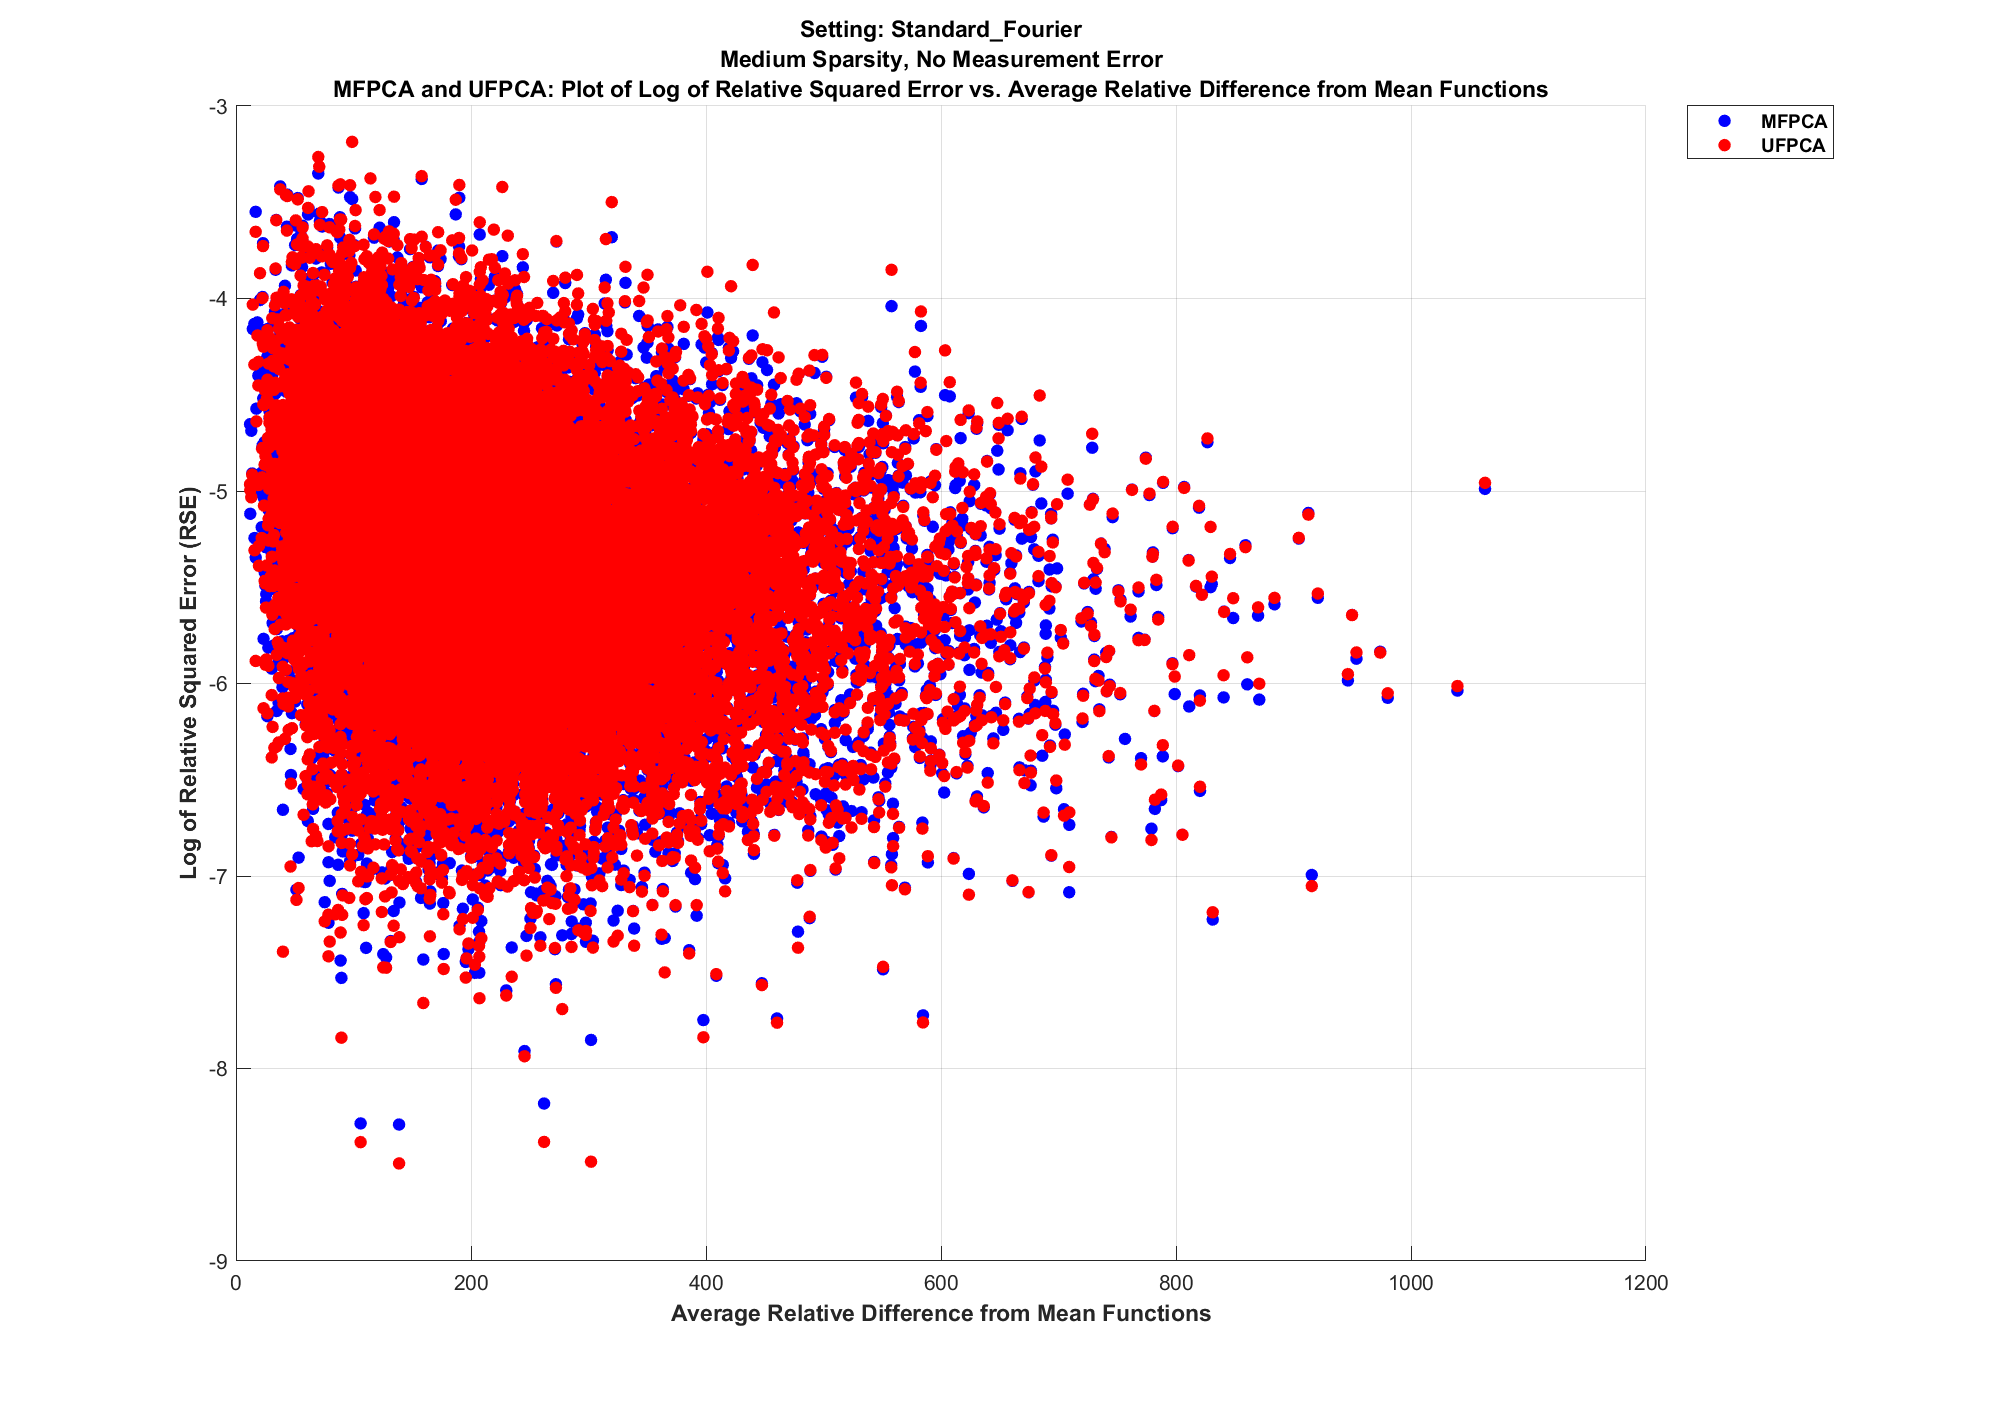 Setting: Standard_Fourier
Medium Sparsity, No Measurement Error
MFPCA and UFPCA: Plot of Log of Relative Squared Error vs. Average Relative Difference from Mean Functions
MFPCA
UFPCA
Log of Relative Squared Error (RSE)
-3
-4
-5
-6
-7
-8
-9
0 200 400 600 800 1000 1200
Average Relative Difference from Mean Functions